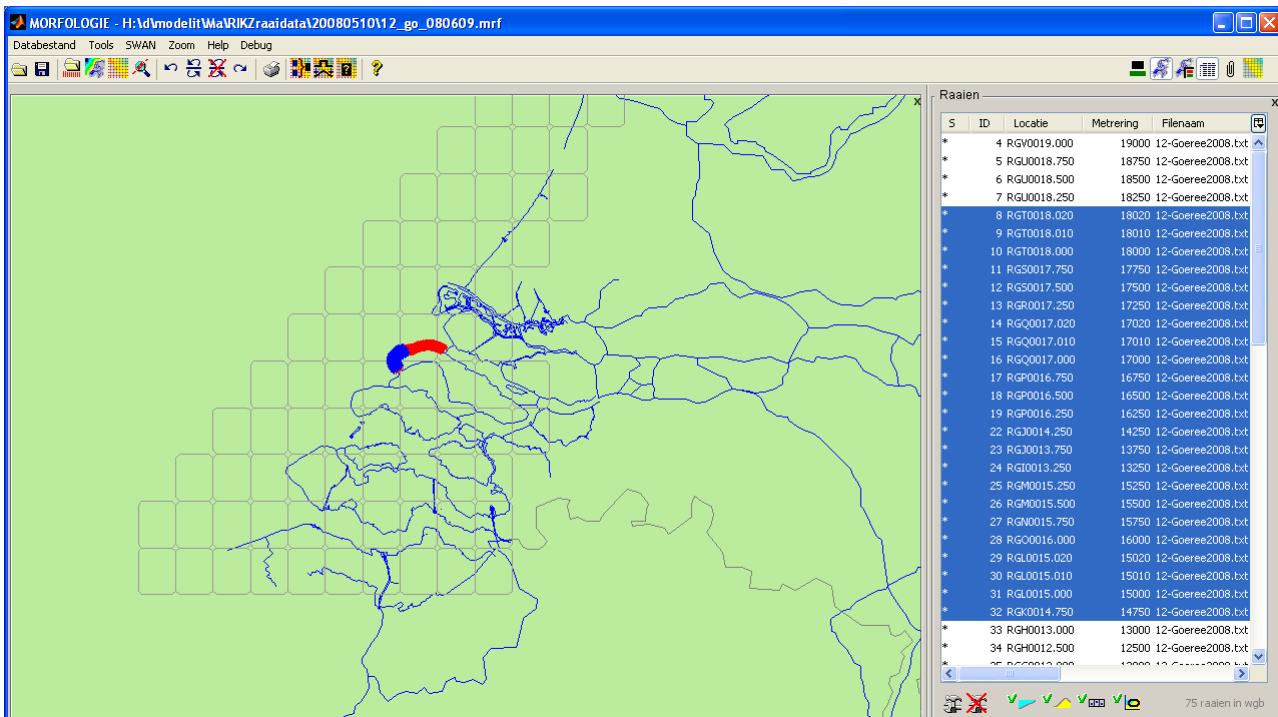 MORFOLOGIE - H:\d\modelit\Ma\RIKZraaidata\20080510\12_go_080609.mrf
Databestand Tools SWAN Zoom Help Debug
Raaien
S ID Locatie Metrering Filenaam
* 4 RGV0019.000 19000 12-Goeree2008.txt
* 5 RGU0018.750 18750 12-Goeree2008.txt
* 6 RGU0018.500 18500 12-Goeree2008.txt
* 7 RGU0018.250 18250 12-Goeree2008.txt
* 8 RGT0018.020 18020 12-Goeree2008.txt
* 9 RGT0018.010 18010 12-Goeree2008.txt
* 10 RGT0018.000 18000 12-Goeree2008.txt
* 11 RGS0017.750 17750 12-Goeree2008.txt
* 12 RGS0017.500 17500 12-Goeree2008.txt
* 13 RGR0017.250 17250 12-Goeree2008.txt
* 14 RGQ0017.020 17020 12-Goeree2008.txt
* 15 RGQ0017.010 17010 12-Goeree2008.txt
* 16 RGQ0017.000 17000 12-Goeree2008.txt
* 17 RGP0016.750 16750 12-Goeree2008.txt
* 18 RGP0016.500 16500 12-Goeree2008.txt
* 19 RGP0016.250 16250 12-Goeree2008.txt
* 22 RGJ0014.250 14250 12-Goeree2008.txt
* 23 RGJ0013.750 13750 12-Goeree2008.txt
* 24 RGI0013.250 13250 12-Goeree2008.txt
* 25 RGM0015.250 15250 12-Goeree2008.txt
* 26 RGM0015.500 15500 12-Goeree2008.txt
* 27 RGN0015.750 15750 12-Goeree2008.txt
* 28 RGO0016.000 16000 12-Goeree2008.txt
* 29 RGL0015.020 15020 12-Goeree2008.txt
* 30 RGL0015.010 15010 12-Goeree2008.txt
* 31 RGL0015.000 15000 12-Goeree2008.txt
* 32 RGK0014.750 14750 12-Goeree2008.txt
* 33 RGH0013.000 13000 12-Goeree2008.txt
* 34 RGH0012.500 12500 12-Goeree2008.txt
75 raaien in wgb